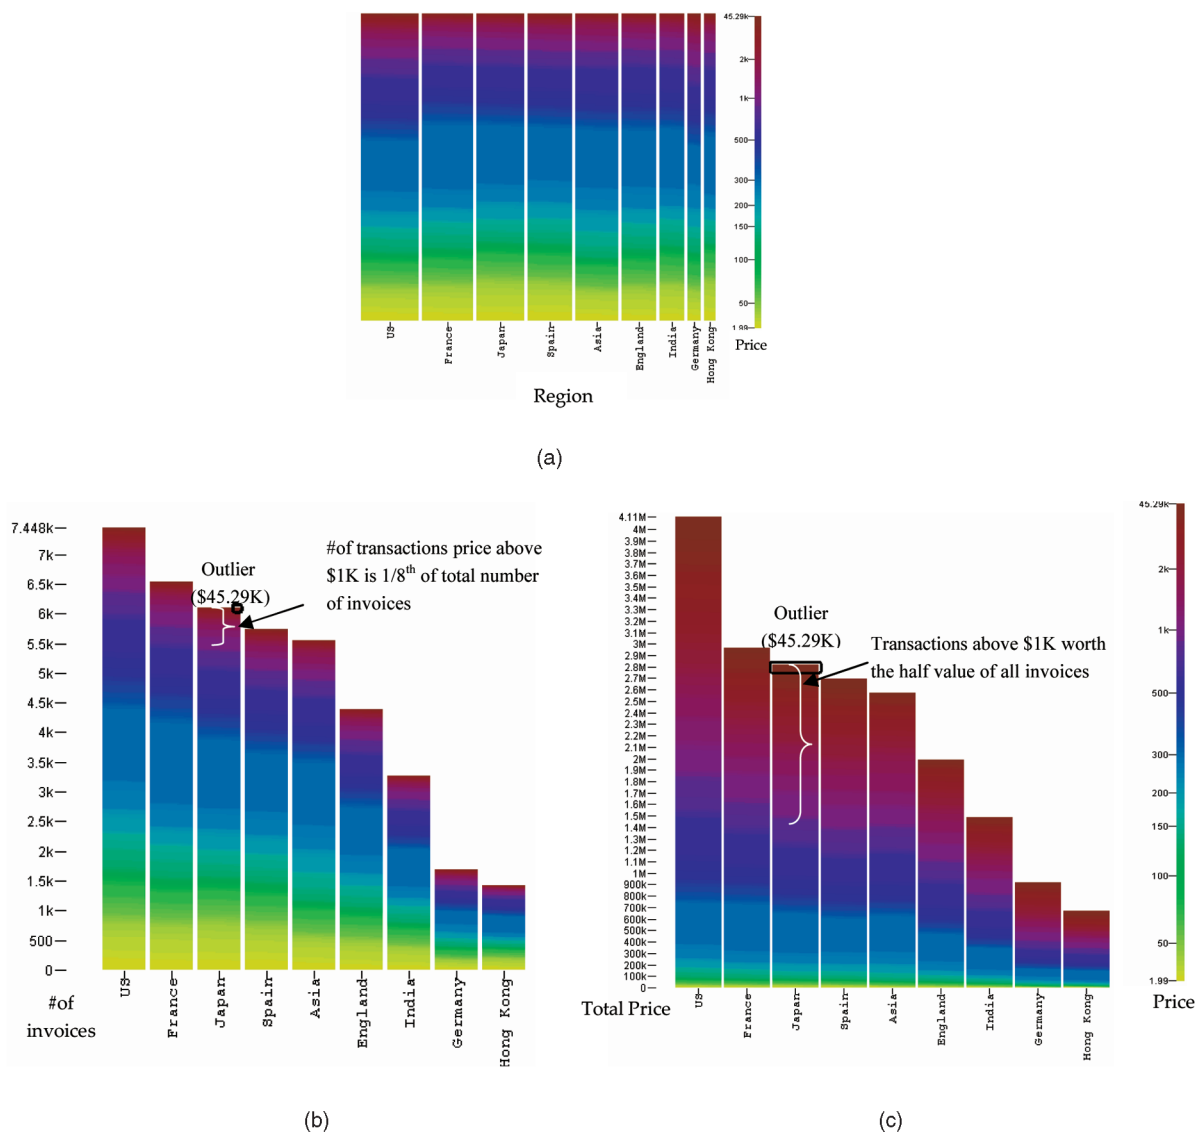 45.29k
2k
1k
500
300
200
150
100
50
1.99
Price
US
France
Japan
Spain
Asia
England
India
Germany
Hong Kong
Region
(a)
7.448k
7k
6.5k
6k
5.5k
5k
4.5k
4k
3.5k
3k
2.5k
2k
1.5k
1k
500
0
#of
invoices
Outlier
($45.29K)
#of transactions price above
$1K is 1/8th of total number
of invoices
US
France
Japan
Spain
Asia
England
India
Germany
Hong Kong
(b)
4.11M
4M
3.9M
3.8M
3.7M
3.6M
3.5M
3.4M
3.3M
3.2M
3.1M
3M
2.9M
2.8M
2.7M
2.6M
2.5M
2.4M
2.3M
2.2M
2.1M
2M
1.9M
1.8M
1.7M
1.6M
1.5M
1.4M
1.3M
1.2M
1.1M
1M
900k
800k
700k
600k
500k
400k
300k
200k
100k
0
Total Price
Outlier
($45.29K)
Transactions above $1K worth
the half value of all invoices
US
France
Japan
Spain
Asia
England
India
Germany
Hong Kong
45.29k
2k
1k
500
300
200
150
100
50
1.99
Price
(c)